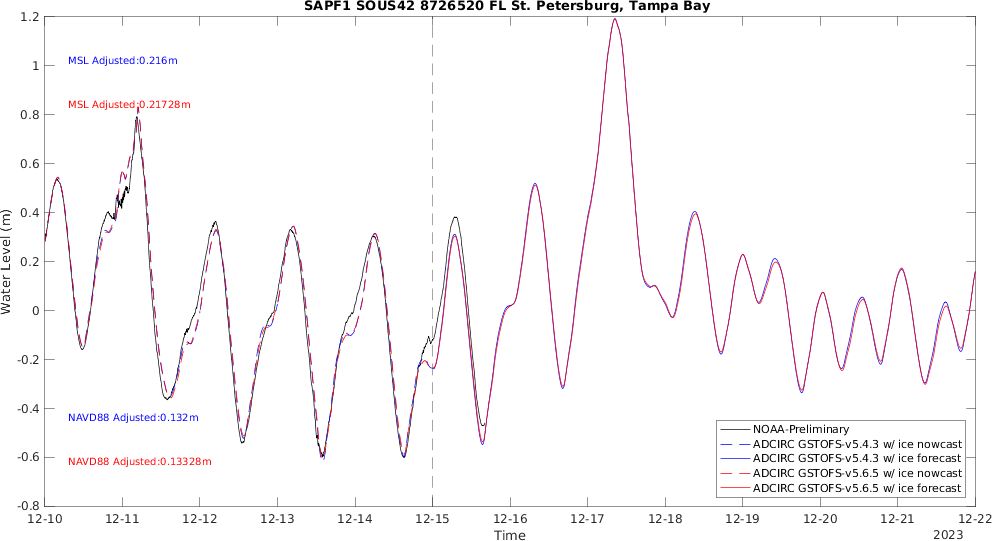 SAPF1 SOUS42 8726520 FL St. Petersburg, Tampa Bay
1.2
1
0.8
0.6
0.4
0.2
0
-0.2
-0.4
-0.6
-0.8
Water Level (m)
MSL Adjusted:0.216m
MSL Adjusted:0.21728m
NAVD88 Adjusted:0.132m
NAVD88 Adjusted:0.13328m
NOAA-Preliminary
ADCIRC GSTOFS-v5.4.3 w/ ice nowcast
ADCIRC GSTOFS-v5.4.3 w/ ice forecast
ADCIRC GSTOFS-v5.6.5 w/ ice nowcast
ADCIRC GSTOFS-v5.6.5 w/ ice forecast
12-10 12-11 12-12 12-13 12-14 12-15 12-16 12-17 12-18 12-19 12-20 12-21 12-22
Time
2023